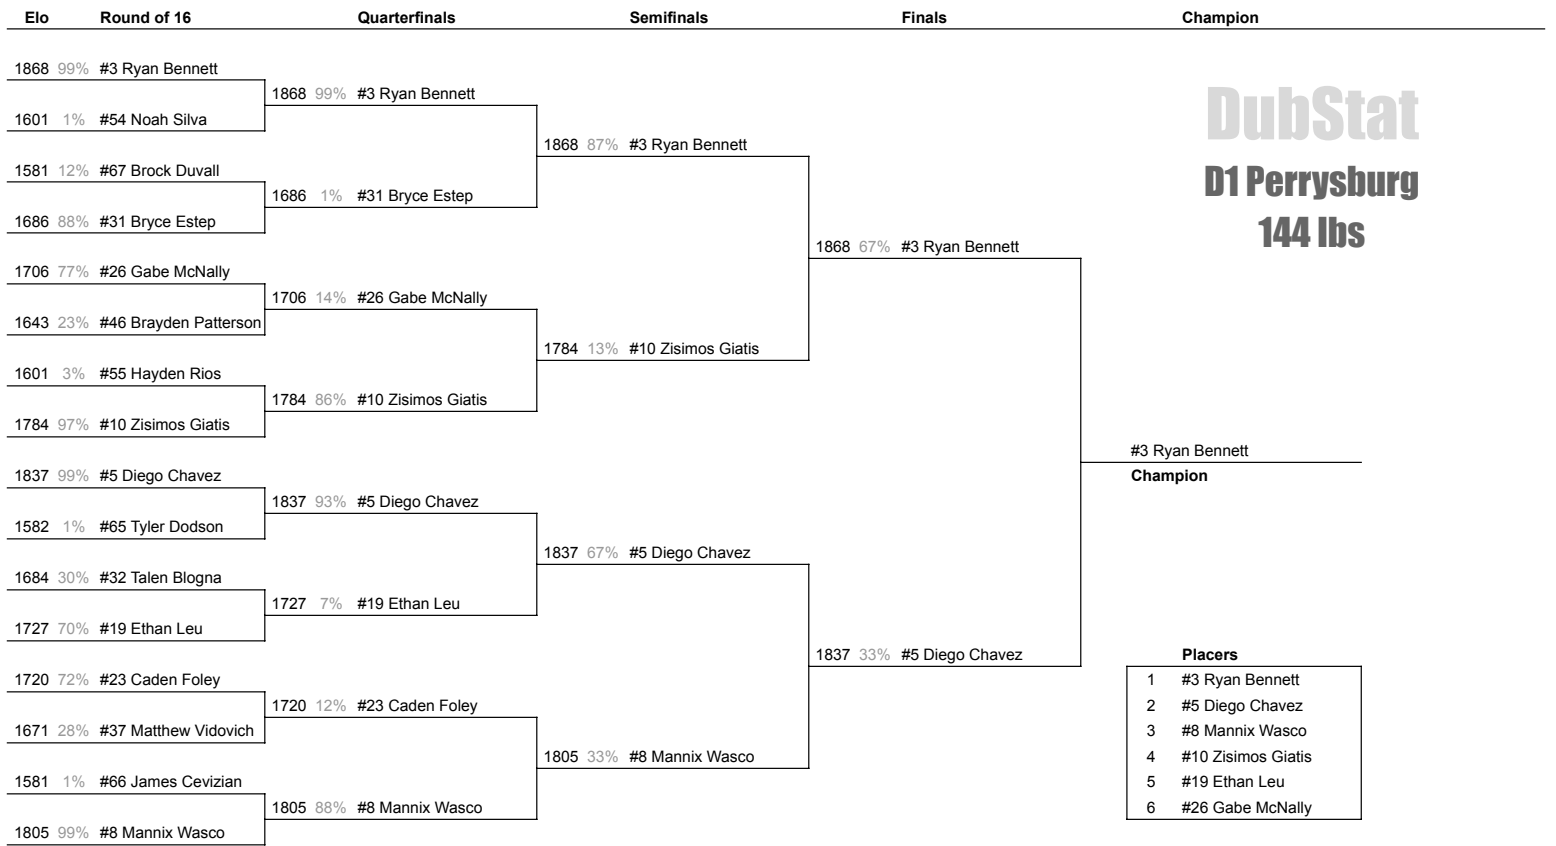 Elo Round of 16 Quarterfinals Semifinals Finals Champion
1868 99% #3 Ryan Bennett
1868 99% #3 Ryan Bennett
1601 1% #54 Noah Silva
DubStat
1868 87% #3 Ryan Bennett
1581 12% #67 Brock Duvall
D1 Perrysburg
1686 1% #31 Bryce Estep
1686 88% #31 Bryce Estep
144 lbs
1868 67% #3 Ryan Bennett
1706 77% #26 Gabe McNally
1706 14% #26 Gabe McNally
1643 23% #46 Brayden Patterson
1784 13% #10 Zisimos Giatis
1601 3% #55 Hayden Rios
1784 86% #10 Zisimos Giatis
1784 97% #10 Zisimos Giatis
#3 Ryan Bennett
1837 99% #5 Diego Chavez
Champion
1837 93% #5 Diego Chavez
1582 1% #65 Tyler Dodson
1837 67% #5 Diego Chavez
1684 30% #32 Talen Blogna
1727 7% #19 Ethan Leu
1727 70% #19 Ethan Leu
1837 33% #5 Diego Chavez
Placers
1720 72% #23 Caden Foley
1 #3 Ryan Bennett
1720 12% #23 Caden Foley
2 #5 Diego Chavez
1671 28% #37 Matthew Vidovich
3 #8 Mannix Wasco
1805 33% #8 Mannix Wasco
4 #10 Zisimos Giatis
1581 1% #66 James Cevizian
5 #19 Ethan Leu
1805 88% #8 Mannix Wasco
6 #26 Gabe McNally
1805 99% #8 Mannix Wasco